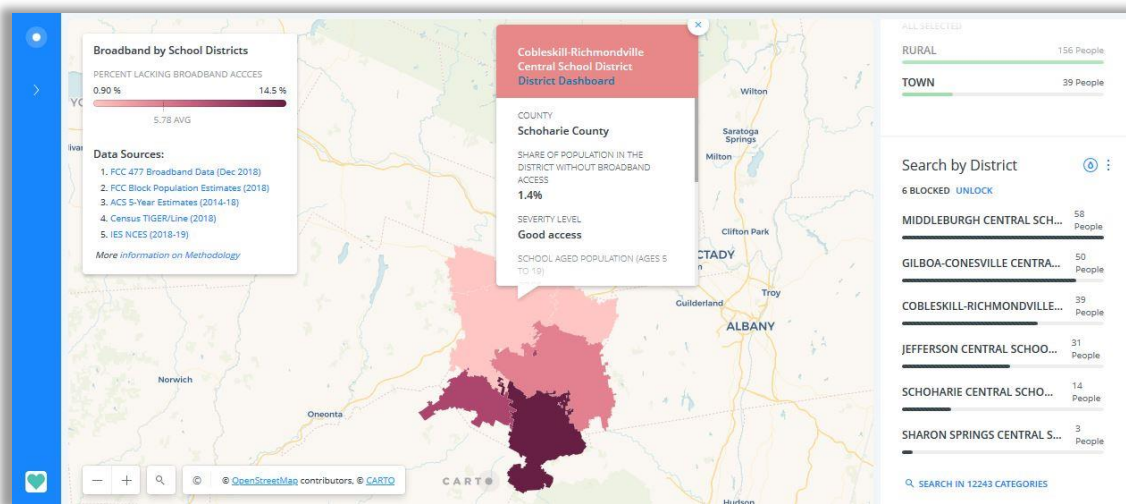 Broadband by School Districts
PERCENT LACKING BROADBAND ACCCES
0.90 % 14.5 %
5.78 AVG
Data Sources:
1. FCC 477 Broadband Data (Dec 2018)
2. FCC Block Population Estimates (2018)
3. ACS 5-Year Estimates (2014-18)
4. Census TIGER/Line (2018)
5. IES NCES (2018-19)
More information on Methodology
Cobleskill-Richmondville
Central School District
District Dashboard
COUNTY
Schoharie County
SHARE OF POPULATION IN THE
DISTRICT WITHOUT BROADBAND
ACCESS
1.4%
SEVERITY LEVEL
Good access
SCHOOL AGED POPULATION (AGES 5
TO 19)
Wilton
Saratoga
Springs
Milton
Clifton Park
CTADY
Troy
Guilderland
ALBANY
Norwich
Oneonta
Hudson
© OpenStreetMap contributors, © CARTO
CARTO
ALL SELECTED
RURAL 156 People
TOWN 39 People
Search by District
6 BLOCKED UNLOCK
MIDDLEBURGH CENTRAL SCH... 58 People
GILBOA-CONESVILLE CENTRA... 50 People
COBLESKILL-RICHMONDVILLE... 39 People
JEFFERSON CENTRAL SCHOO... 31 People
SCHOHARIE CENTRAL SCHO... 14 People
SHARON SPRINGS CENTRAL S... 3 People
SEARCH IN 12243 CATEGORIES